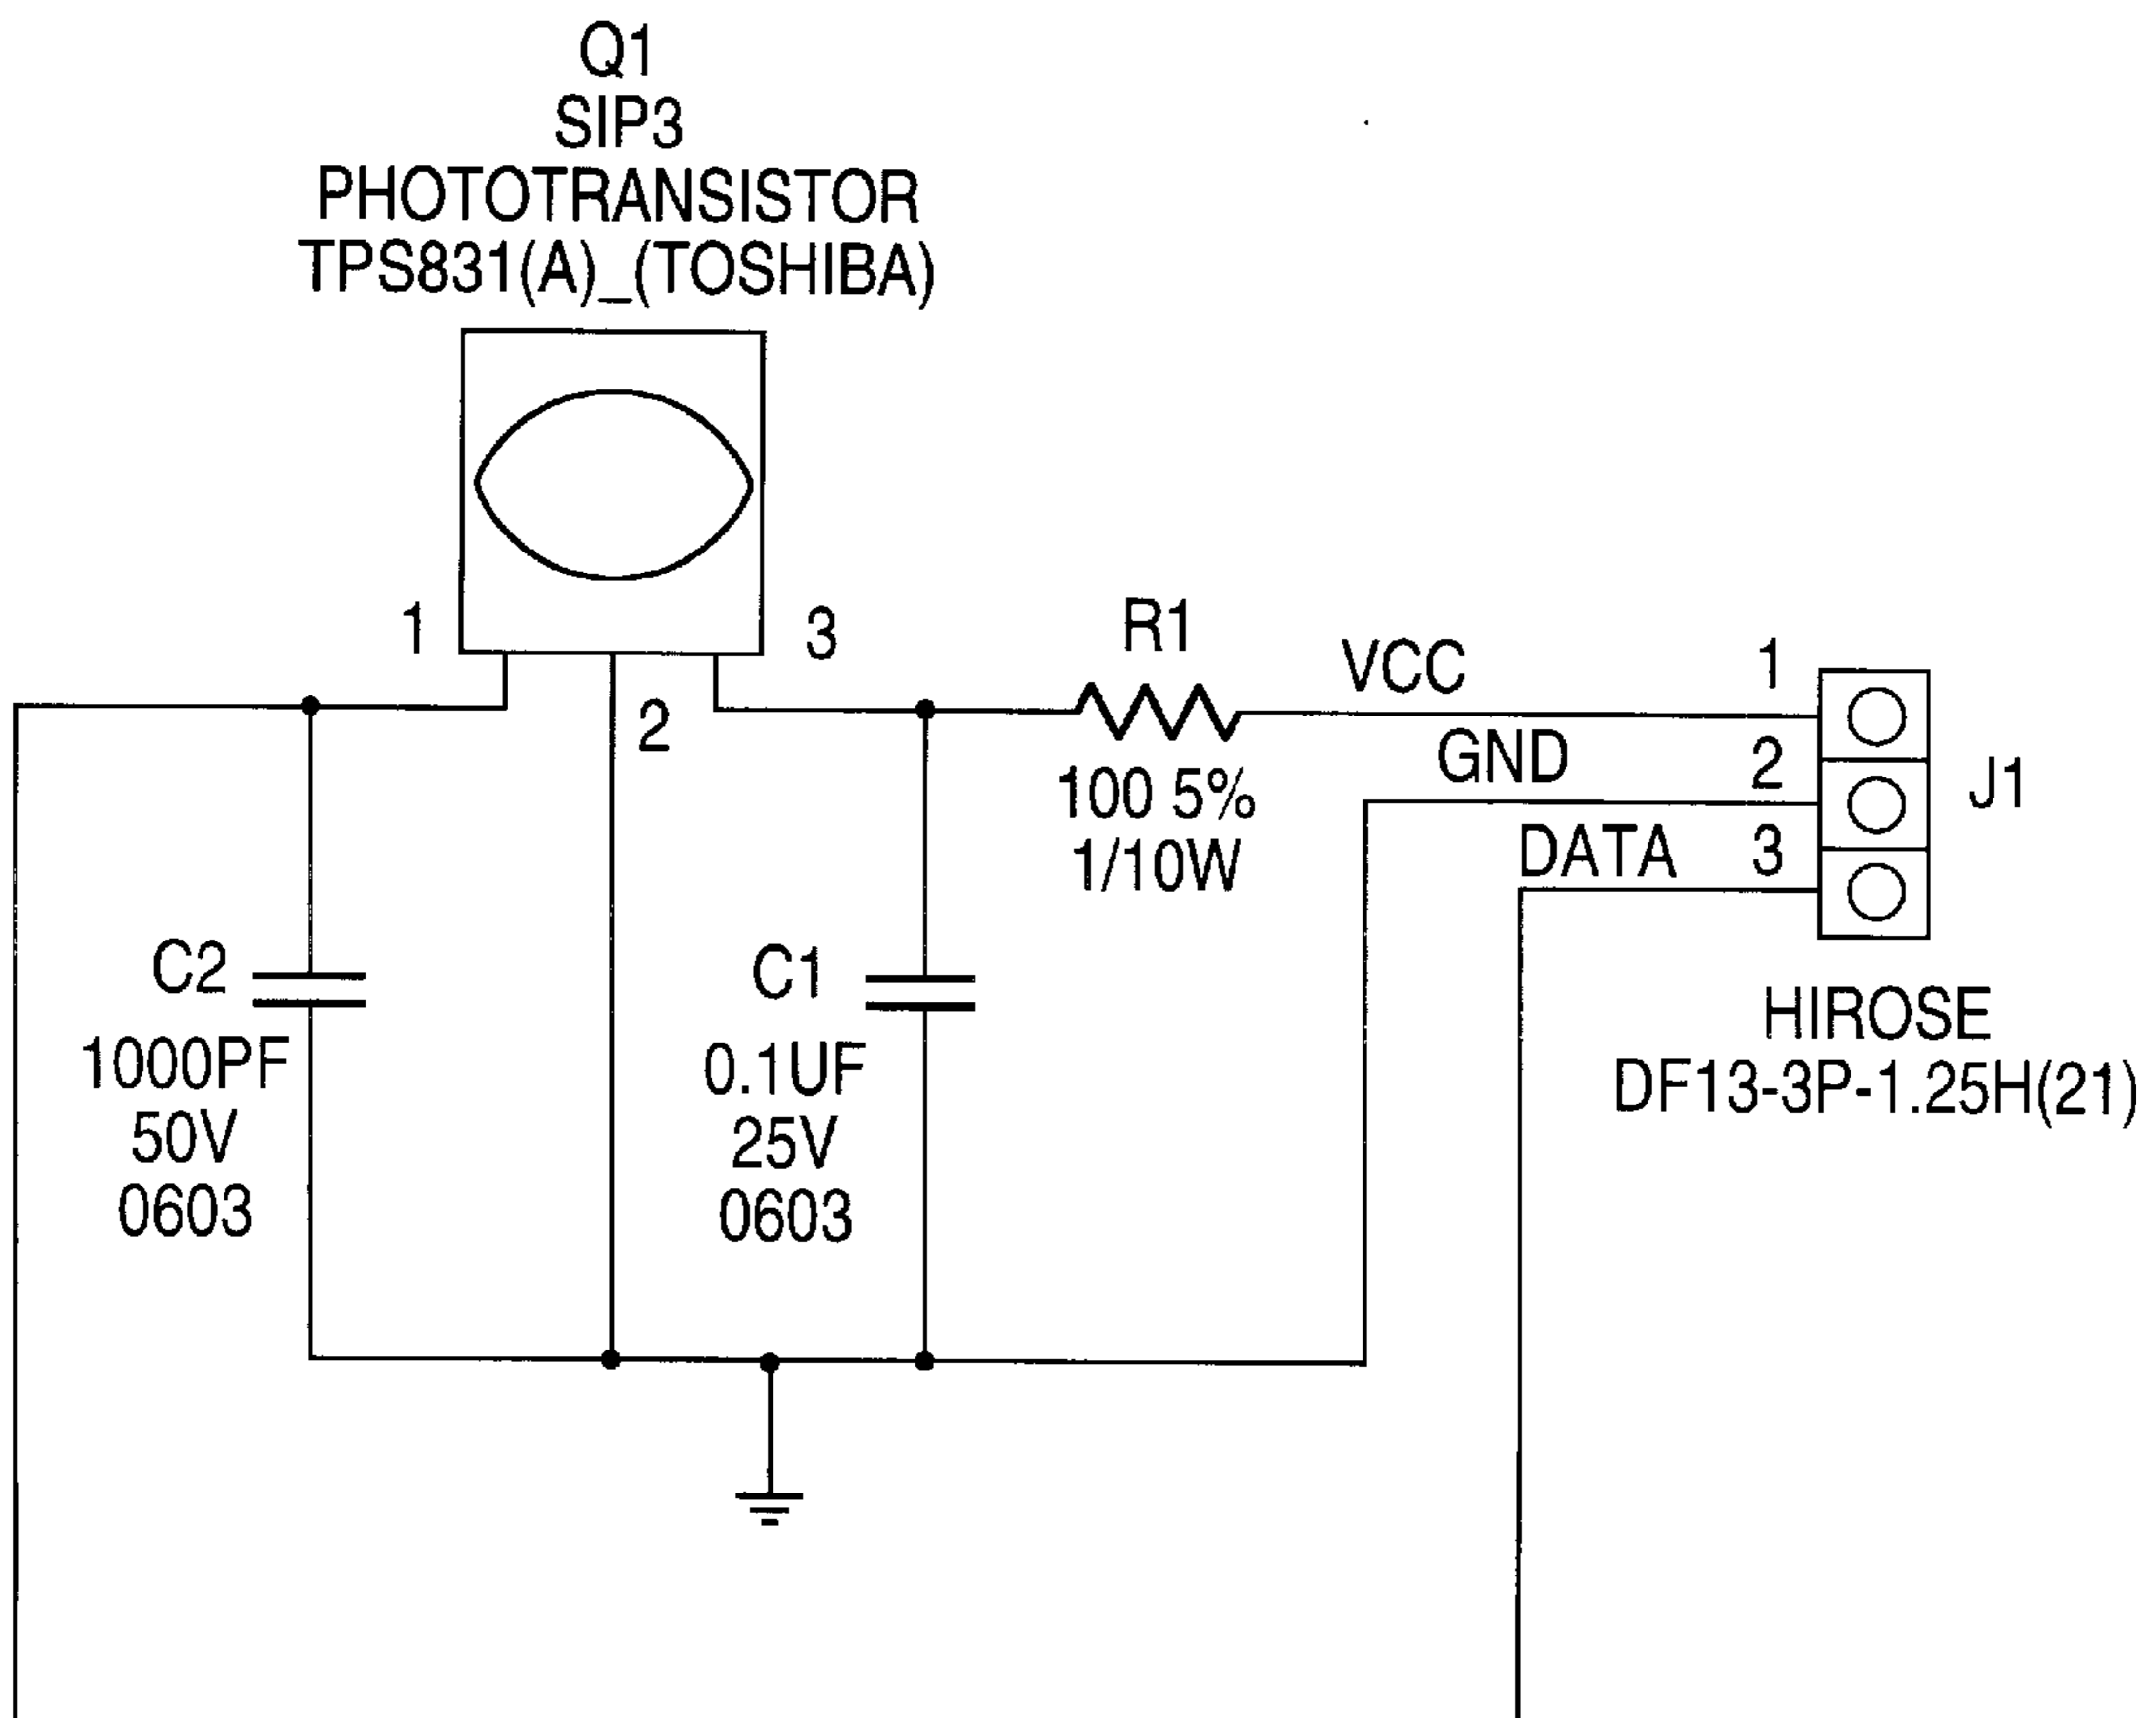 Q1
SIP3
PHOTOTRANSISTOR
TPS831(A)_(TOSHIBA)
1
3
2
R1
100 5%
1/10W
VCC
1
GND
2
DATA
3
J1
HIROSE
DF13-3P-1.25H(21)
C2
1000PF
50V
0603
C1
0.1UF
25V
0603